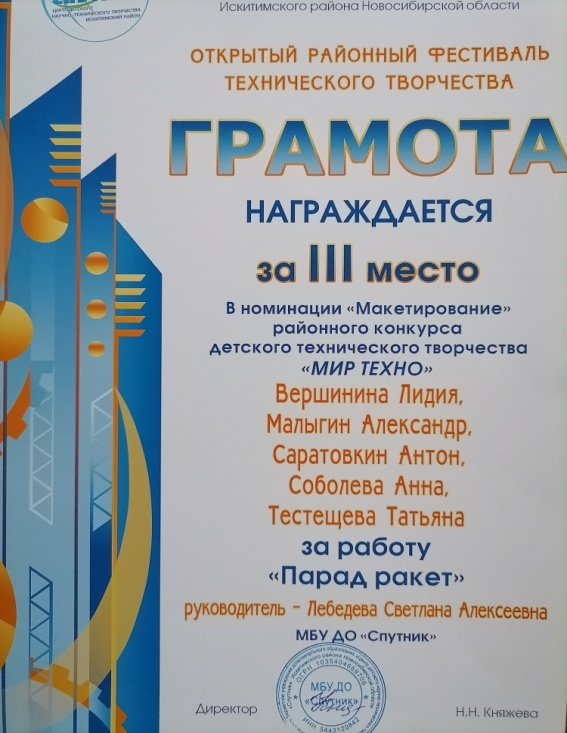 Искитимского района Новосибирской области
ОТКРЫТЫЙ РАЙОННЫЙ ФЕСТИВАЛЬ
ТЕХНИЧЕСКОГО ТВОРЧЕСТВА
ГРАМОТА
НАГРАЖДАЕТСЯ
за III место
В номинации «Макетирование»
районного конкурса
детского технического творчества
«МИР ТЕХНО»
Вершинина Лидия,
Малыгин Александр,
Саратовкин Антон,
Соболева Анна,
Тестещева Татьяна
за работу
«Парад ракет»
руководитель – Лебедева Светлана Алексеевна
МБУ ДО «Спутник»
МБУ ДО
«Спутник»
Директор
Н.Н. Княжева